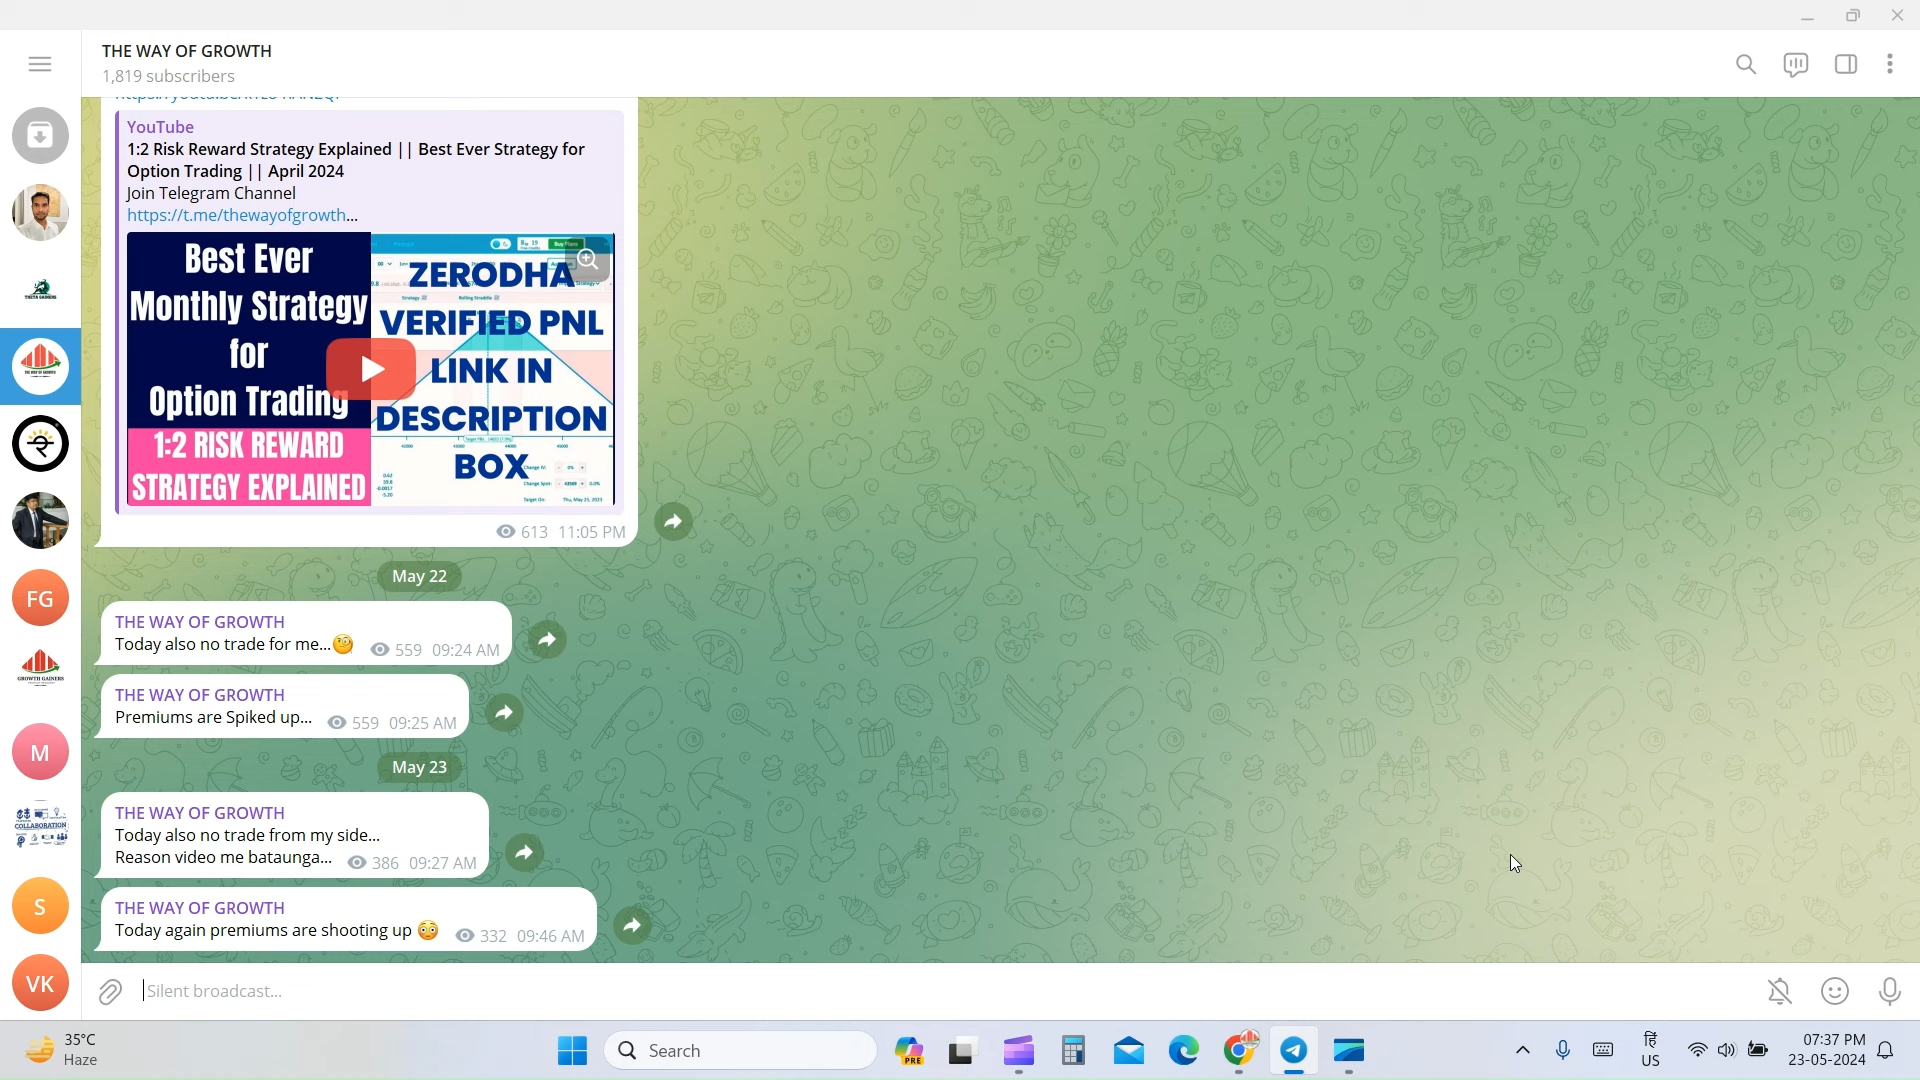 THE WAY OF GROWTH
1,819 subscribers
YouTube
1:2 Risk Reward Strategy Explained || Best Ever Strategy for
Option Trading || April 2024
Join Telegram Channel
https://t.me/thewayofgrowth...
Best Ever
Monthly Strategy
for
Option Trading
1:2 RISK REWARD
STRATEGY EXPLAINED
ZERODHA
VERIFIED PNL
LINK IN
DESCRIPTION
BOX
613 11:05 PM
May 22
THE WAY OF GROWTH
Today also no trade for me...🧐 559 09:24 AM
THE WAY OF GROWTH
Premiums are Spiked up... 559 09:25 AM
May 23
THE WAY OF GROWTH
Today also no trade from my side...
Reason video me bataunga... 386 09:27 AM
THE WAY OF GROWTH
Today again premiums are shooting up 😳 332 09:46 AM
Silent broadcast...
THETA GAINERS
FG
GROWTH GAINERS
M
COLLABORATION
S
VK
35°C
Haze
Search
PRE
हिं
US
07:37 PM
23-05-2024